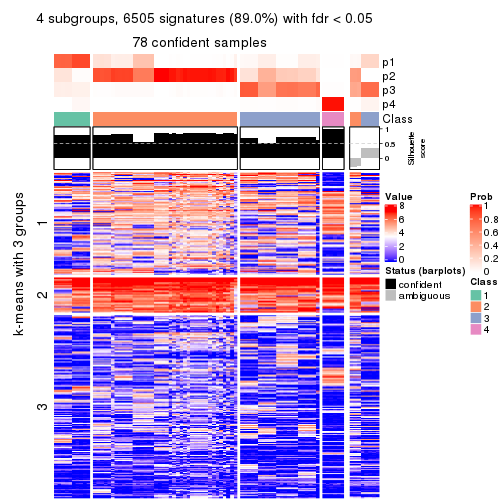 4 subgroups, 6505 signatures (89.0%) with fdr < 0.05
78 confident samples
p1
p2
p3
p4
Class
1
0.5
0
Silhouette
score
k-means with 3 groups
1
2
3
Value
8
6
4
2
0
Prob
1
0.8
0.6
0.4
0.2
0
Status (barplots)
confident
ambiguous
Class
1
2
3
4